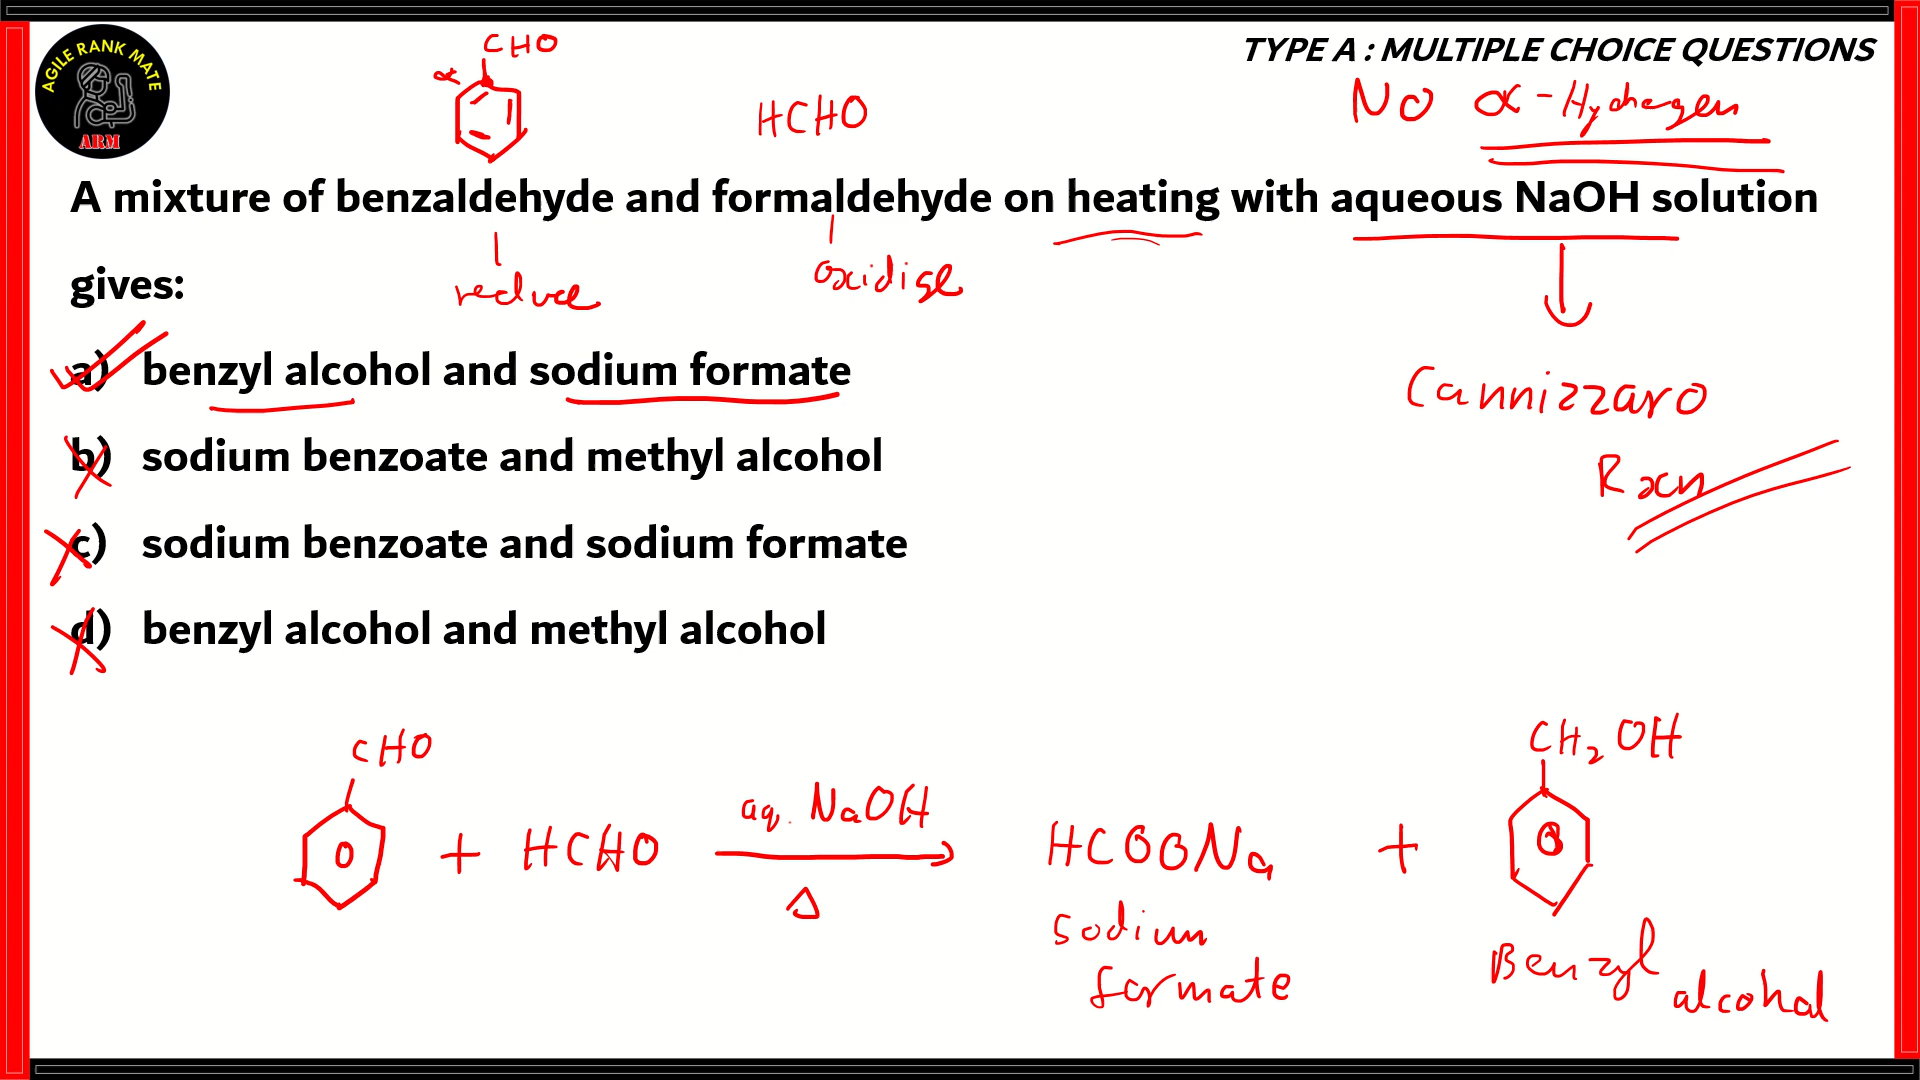 AGILE RANK MATE
ARM
TYPE A : MULTIPLE CHOICE QUESTIONS
CHO
α
HCHO
No α-Hydrogen
A mixture of benzaldehyde and formaldehyde on heating with aqueous NaOH solution
gives:
reduce
oxidise
a) benzyl alcohol and sodium formate
Cannizzaro
Rxn
b) sodium benzoate and methyl alcohol
c) sodium benzoate and sodium formate
d) benzyl alcohol and methyl alcohol
CHO
+ HCHO
aq. NaOH
Δ
HCOONa
+
CH₂OH
sodium
formate
Benzyl
alcohol